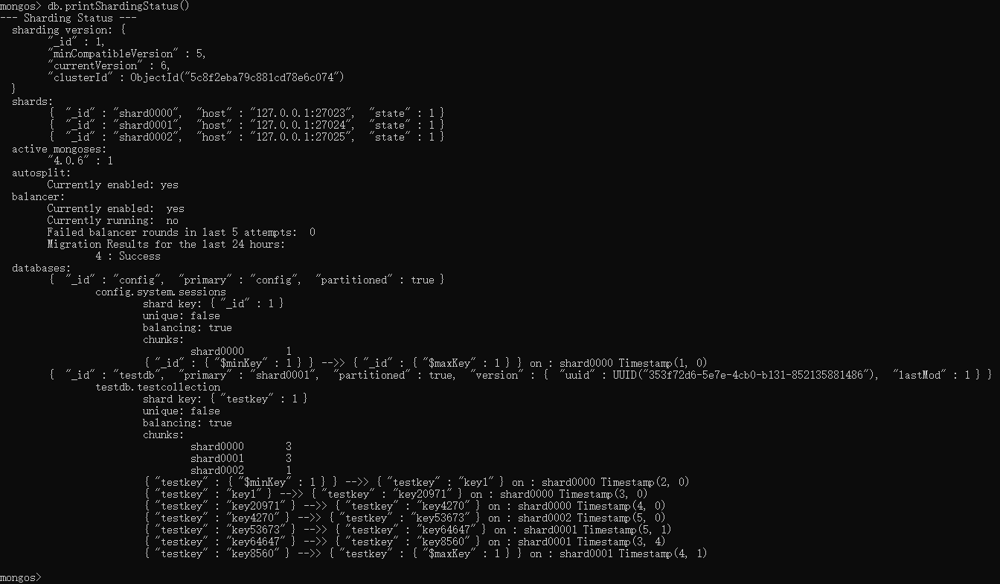 mongos> db.printShardingStatus()
--- Sharding Status ---
  sharding version: {
        "_id" : 1,
        "minCompatibleVersion" : 5,
        "currentVersion" : 6,
        "clusterId" : ObjectId("5c8f2eba79c881cd78e6c074")
  }
  shards:
        {  "_id" : "shard0000",  "host" : "127.0.0.1:27023",  "state" : 1 }
        {  "_id" : "shard0001",  "host" : "127.0.0.1:27024",  "state" : 1 }
        {  "_id" : "shard0002",  "host" : "127.0.0.1:27025",  "state" : 1 }
  active mongoses:
        "4.0.6" : 1
  autosplit:
        Currently enabled: yes
  balancer:
        Currently enabled:  yes
        Currently running:  no
        Failed balancer rounds in last 5 attempts:  0
        Migration Results for the last 24 hours:
                4 : Success
  databases:
        {  "_id" : "config",  "primary" : "config",  "partitioned" : true }
                config.system.sessions
                        shard key: { "_id" : 1 }
                        unique: false
                        balancing: true
                        chunks:
                                shard0000       1
                        { "_id" : { "$minKey" : 1 } } -->> { "_id" : { "$maxKey" : 1 } } on : shard0000 Timestamp(1, 0)
        {  "_id" : "testdb",  "primary" : "shard0001",  "partitioned" : true,  "version" : {  "uuid" : UUID("353f72d6-5e7e-4cb0-b131-852135881486"),  "lastMod" : 1 } }
                testdb.testcollection
                        shard key: { "testkey" : 1 }
                        unique: false
                        balancing: true
                        chunks:
                                shard0000       3
                                shard0001       3
                                shard0002       1
                        { "testkey" : { "$minKey" : 1 } } -->> { "testkey" : "key1" } on : shard0000 Timestamp(2, 0)
                        { "testkey" : "key1" } -->> { "testkey" : "key20971" } on : shard0000 Timestamp(3, 0)
                        { "testkey" : "key20971" } -->> { "testkey" : "key4270" } on : shard0000 Timestamp(4, 0)
                        { "testkey" : "key4270" } -->> { "testkey" : "key53673" } on : shard0002 Timestamp(5, 0)
                        { "testkey" : "key53673" } -->> { "testkey" : "key64647" } on : shard0001 Timestamp(5, 1)
                        { "testkey" : "key64647" } -->> { "testkey" : "key8560" } on : shard0001 Timestamp(3, 4)
                        { "testkey" : "key8560" } -->> { "testkey" : { "$maxKey" : 1 } } on : shard0001 Timestamp(4, 1)
mongos>